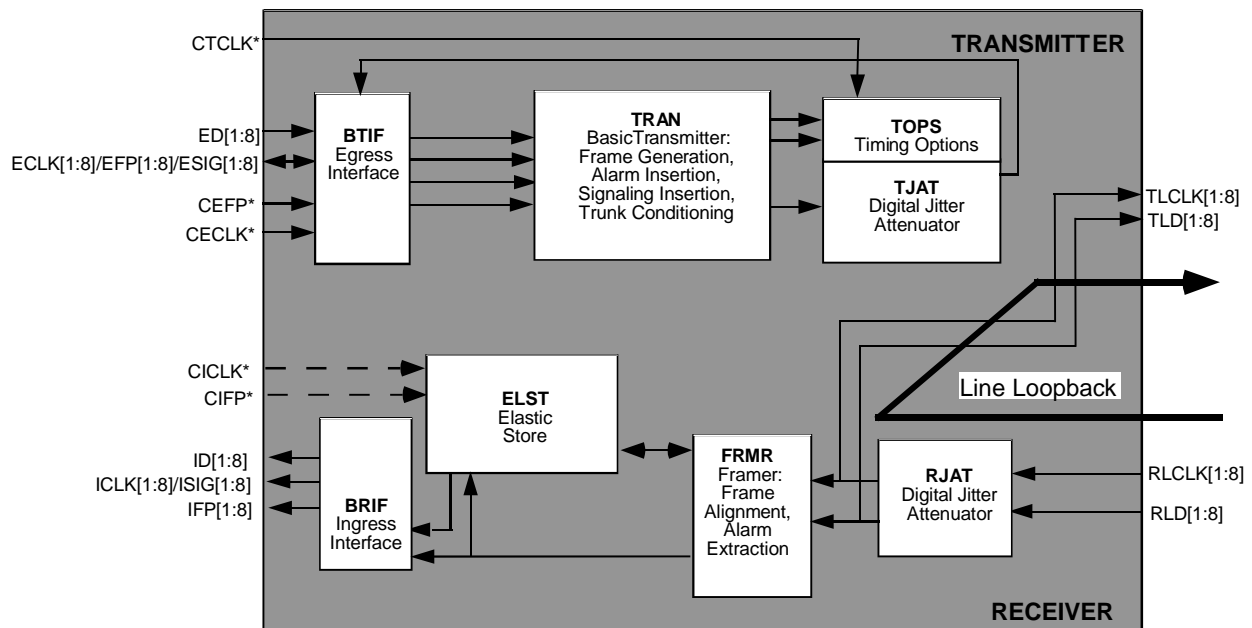 CTCLK*
TRANSMITTER
ED[1:8]
ECLK[1:8]/EFP[1:8]/ESIG[1:8]
CEFP*
CECLK*
BTIF
Egress
Interface
TRAN
BasicTransmitter:
Frame Generation,
Alarm Insertion,
Signaling Insertion,
Trunk Conditioning
TOPS
Timing Options
TJAT
Digital Jitter
Attenuator
TLCLK[1:8]
TLD[1:8]
CICLK*
CIFP*
ELST
Elastic
Store
Line Loopback
ID[1:8]
ICLK[1:8]/ISIG[1:8]
IFP[1:8]
BRIF
Ingress
Interface
FRMR
Framer:
Frame
Alignment,
Alarm
Extraction
RJAT
Digital Jitter
Attenuator
RLCLK[1:8]
RLD[1:8]
RECEIVER